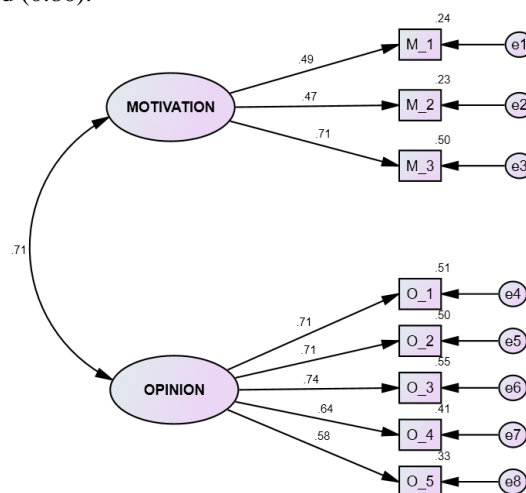 .24
.49
M_1
e1
.23
MOTIVATION
.47
M_2
e2
.50
.71
M_3
e3
.71
.51
O_1
e4
.71
.50
.71
O_2
e5
.55
OPINION
.74
O_3
e6
.41
.64
O_4
e7
.33
.58
O_5
e8